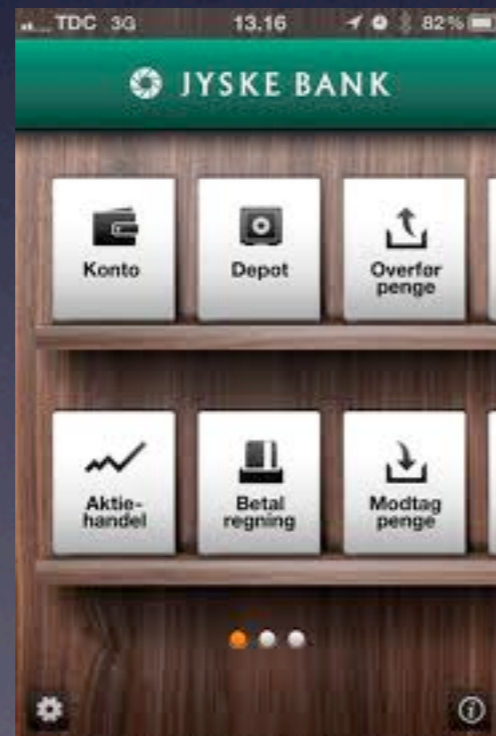 TDC 3G 13.16 82%
JYSKE BANK
Konto
Depot
Overfør
penge
Aktie-
handel
Betal
regning
Modtag
penge